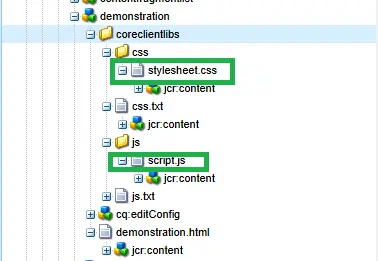 demonstration
coreclientlibs
css
stylesheet.css
jcr:content
css.txt
jcr:content
js
script.js
jcr:content
js.txt
cq:editConfig
demonstration.html
jcr:content